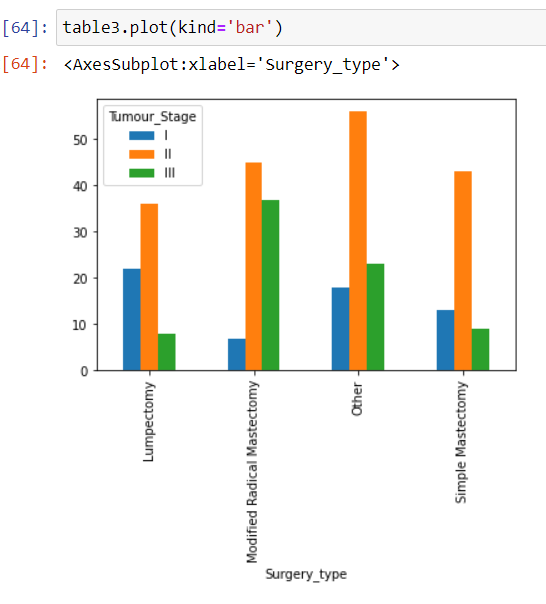 [64]: table3.plot(kind='bar')
[64]: <AxesSubplot:xlabel='Surgery_type'>
Tumour_Stage
I
II
III
50
40
30
20
10
0
Lumpectomy
Modified Radical Mastectomy
Other
Simple Mastectomy
Surgery_type